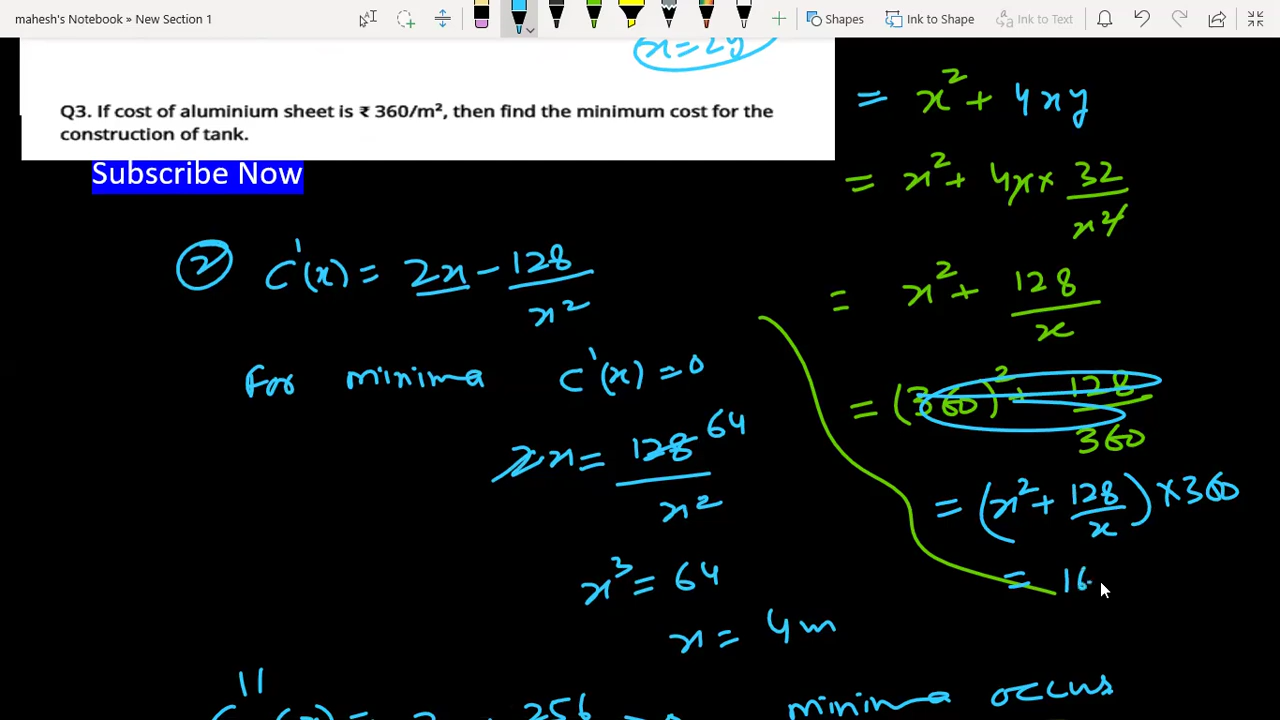 mahesh's Notebook » New Section 1
Shapes
Ink to Shape
Ink to Text
x=2y
Q3. If cost of aluminium sheet is ₹ 360/m², then find the minimum cost for the
construction of tank.
Subscribe Now
② C'(x) = 2x - 128/x²
For minima C'(x) = 0
2x = 128/x² 64
x³ = 64
x = 4m
C''(x) = 2 + 256
minima occurs
= x² + 4xy
= x² + 4x × 32/x²
= x² + 128/x
= (360)² + 128/360
= (x² + 128/x) × 360
= 16